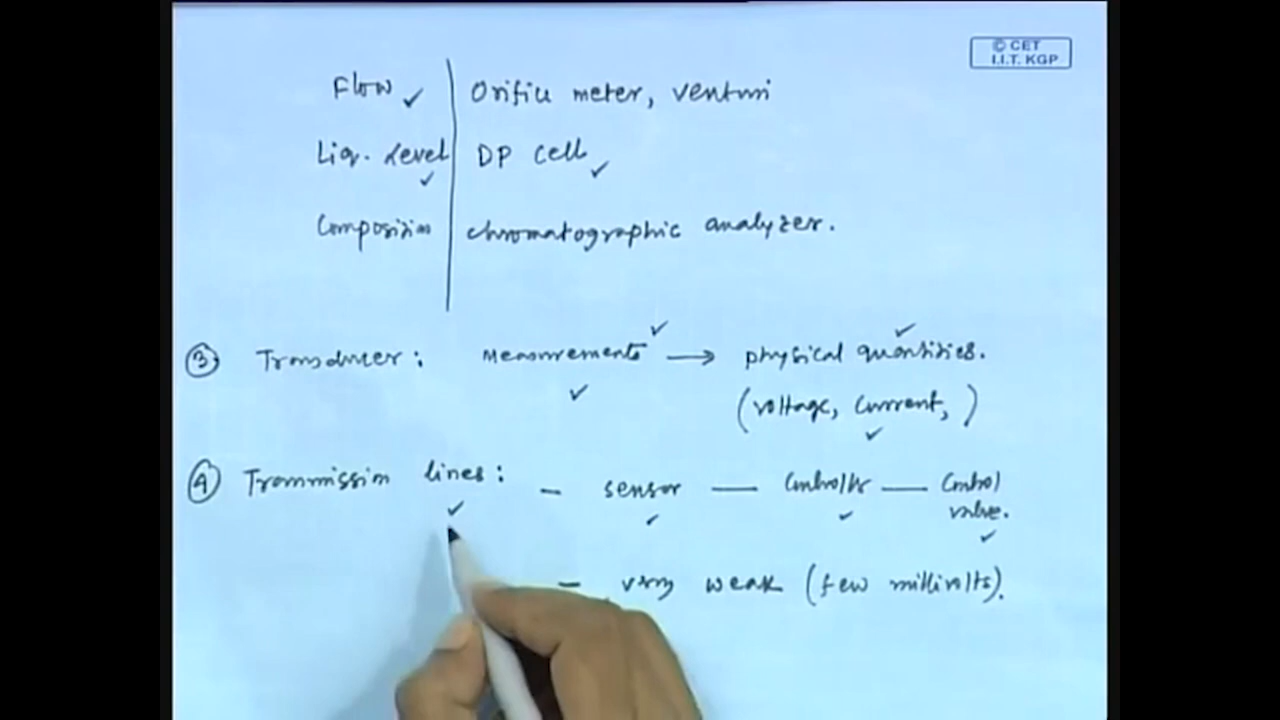 © CET
I.I.T. KGP
Flow ✓ | Orifice meter, venturi
Liq. Level ✓ | DP cell ✓
Composition | chromatographic analyzer.
③ Transducer: measurements ✓ → physical quantities. ✓
(voltage, current, ) ✓
④ Transmission lines: ✓ – sensor ✓ — controller ✓ — control
valve. ✓
– very weak (few millivolts).